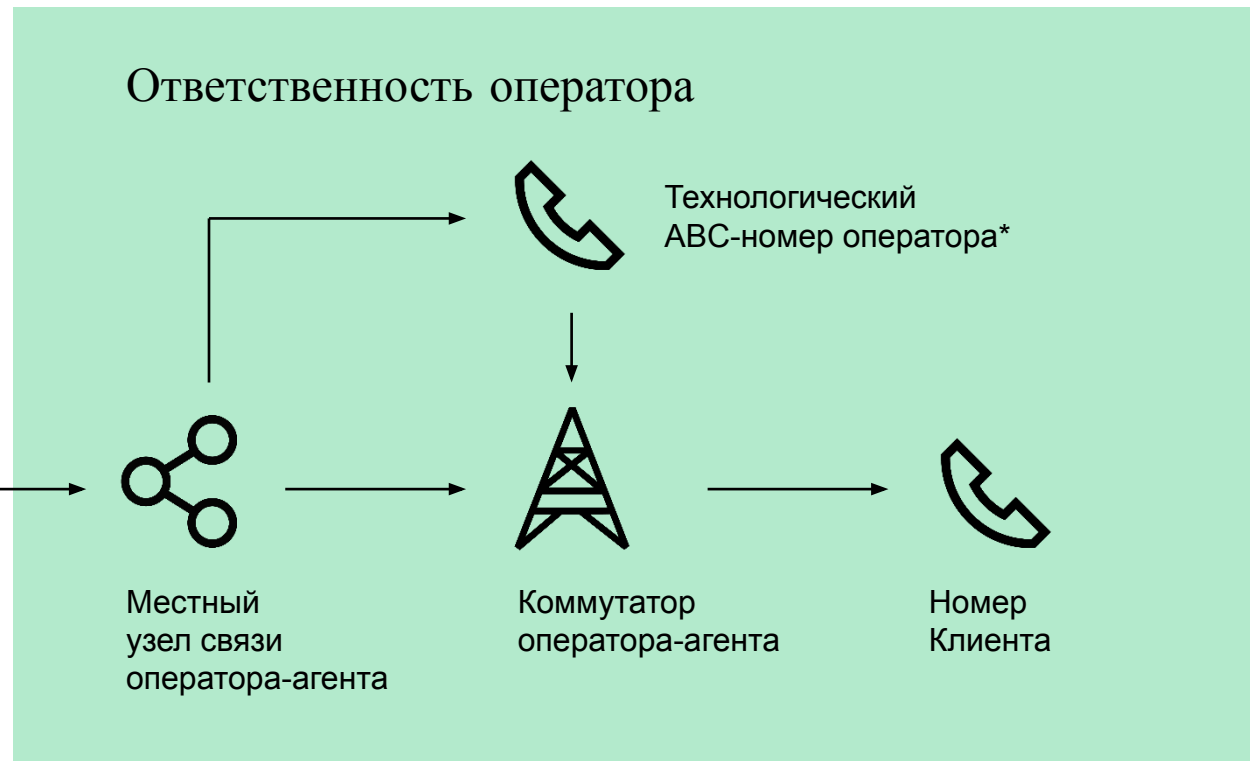 Ответственность оператора
Технологический
АВС-номер оператора*
Местный
узел связи
оператора-агента
Коммутатор
оператора-агента
Номер
Клиента